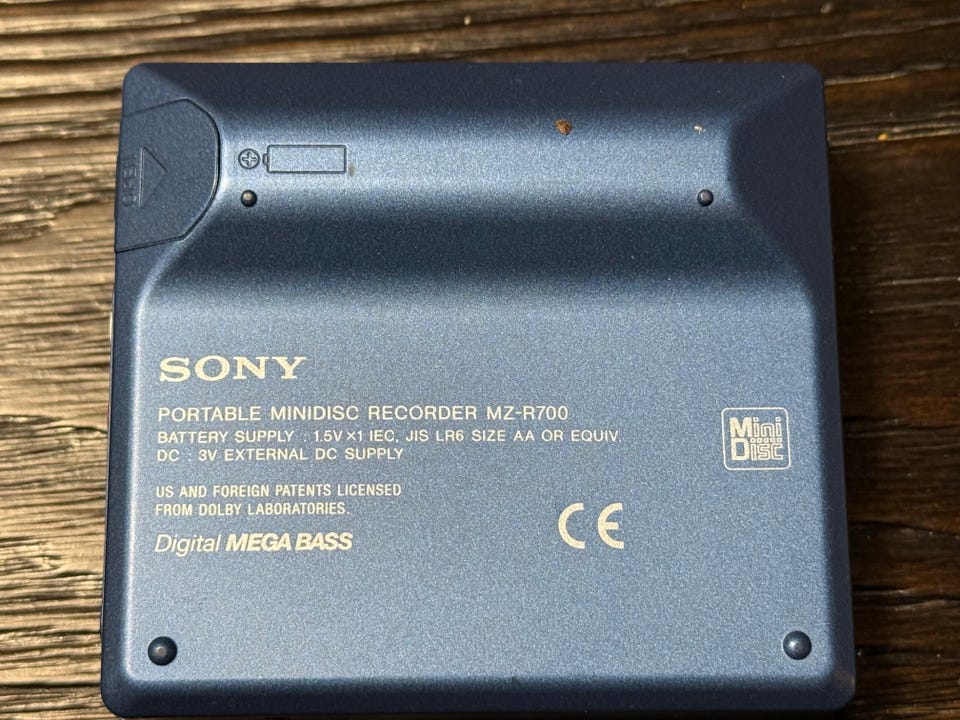 OPEN
SONY
PORTABLE MINIDISC RECORDER MZ-R700
BATTERY SUPPLY : 1.5V×1 IEC, JIS LR6 SIZE AA OR EQUIV.
DC : 3V EXTERNAL DC SUPPLY
Mini
Disc
US AND FOREIGN PATENTS LICENSED
FROM DOLBY LABORATORIES.
Digital MEGA BASS
CE